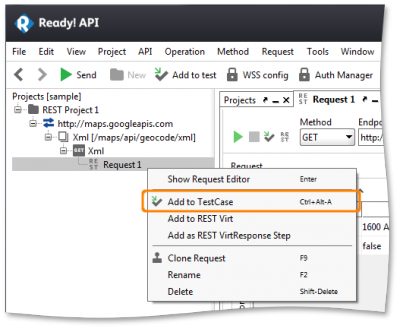 Ready! API
File Edit View Project API Operation Method Request Tools Window
Send New Add to test WSS config Auth Manager
Projects [sample]
REST Project 1
http://maps.googleapis.com
Xml [/maps/api/geocode/xml]
GET Xml
REST Request 1
Projects
REST Request 1
Method Endpo
GET http:/
Request
Show Request Editor Enter
Add to TestCase Ctrl+Alt-A
Add to REST Virt
Add as REST VirtResponse Step
Clone Request F9
Rename F2
Delete Shift-Delete
1600 A
false